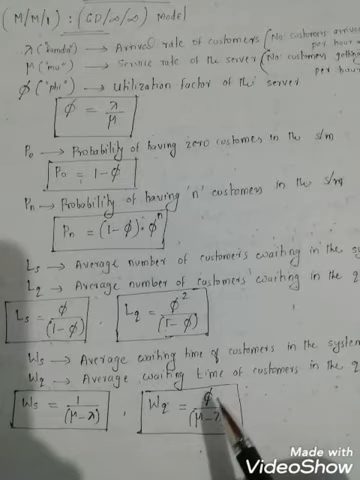 (M/M/1) : (GD/∞/∞) Model
λ ("lamda") → Arrival rate of customers (No. customers
per hour
μ ("mu") → Service rate of the server (No. customers
per hour
ϕ ("phi") → Utilization factor of the server
ϕ = λ/μ
P₀ → Probability of having zero customer in the s/m
P₀ = 1-ϕ
Pn → Probability of having 'n' customers in the s/m
Pn = (1-ϕ)·ϕⁿ
Ls → Average number of customers waiting in the
Lq → Average number of customers waiting in the q
Ls = ϕ/(1-ϕ) , Lq = ϕ²/(1-ϕ)
Ws → Average waiting time of customers in the system
Wq → Average waiting time of customers in the q
Ws = 1/(μ-λ) , Wq = ϕ/(μ-λ)
Made with
VideoShow